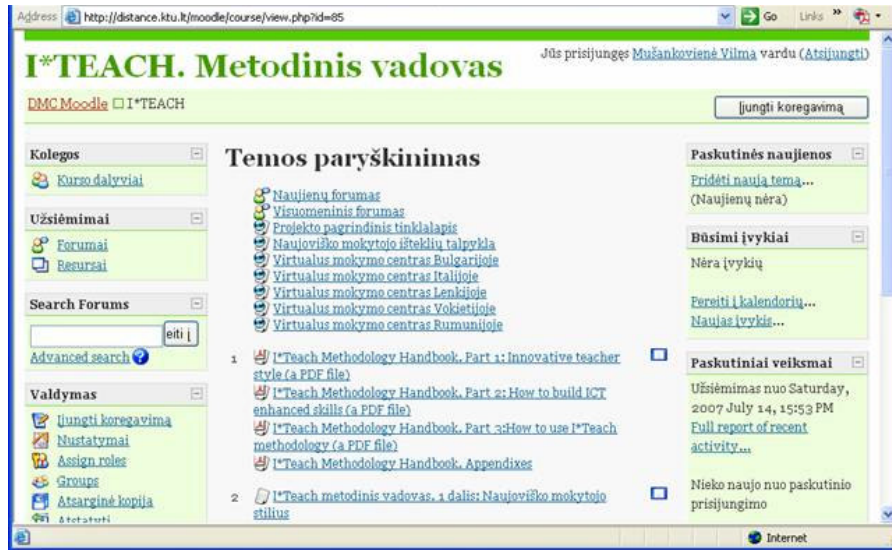 Address http://distance.ktu.lt/moodle/course/view.php?id=85 Go Links »
I*TEACH. Metodinis vadovas
Jūs prisijungęs Mušankovienė Vilma vardu (Atsijungti)
DMC Moodle □ I*TEACH
Įjungti koregavimą
Kolegos
Kurso dalyviai
Užsiėmimai
Forumai
Resursai
Search Forums
eiti į
Advanced search
Valdymas
Įjungti koregavimą
Nustatymai
Assign roles
Groups
Atsarginė kopija
Atstatyti
Temos paryškinimas
Naujienų forumas
Visuomeninis forumas
Projekto pagrindinis tinklalapis
Naujoviško mokytojo išteklių talpykla
Virtualus mokymo centras Bulgarijoje
Virtualus mokymo centras Italijoje
Virtualus mokymo centras Lenkijoje
Virtualus mokymo centras Vokietijoje
Virtualus mokymo centras Rumunijoje
1 I*Teach Methodology Handbook. Part 1: Innovative teacher
style (a PDF file)
I*Teach Methodology Handbook. Part 2: How to build ICT
enhanced skills (a PDF file)
I*Teach Methodology Handbook. Part 3:How to use I*Teach
methodology (a PDF file)
I*Teach Methodology Handbook. Appendixes
2 I*Teach metodinis vadovas. 1 dalis: Naujoviško mokytojo
stilius
Paskutinės naujienos
Pridėti naują temą...
(Naujienų nėra)
Būsimi įvykiai
Nėra įvykių
Pereiti į kalendorių...
Naujas įvykis...
Paskutiniai veiksmai
Užsiėmimas nuo Saturday,
2007 July 14, 15:53 PM
Full report of recent
activity...
Nieko naujo nuo paskutinio
prisijungimo
Internet